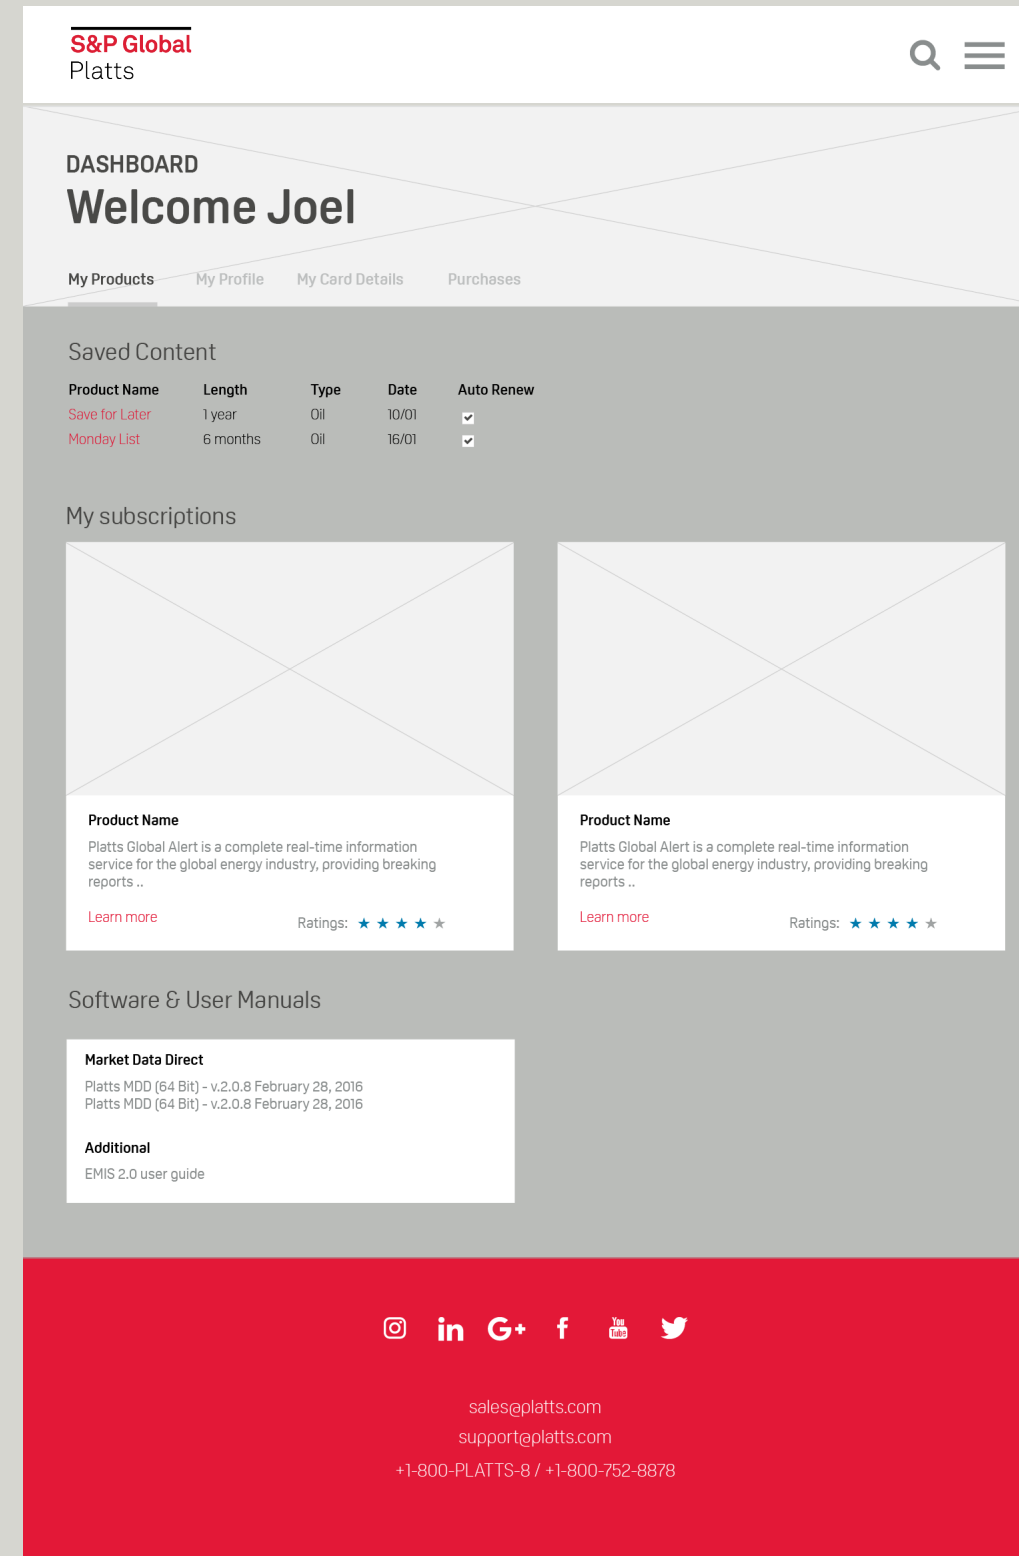 S&P Global
Platts
DASHBOARD
Welcome Joel
My Products My Profile My Card Details Purchases
Saved Content
Product Name Length Type Date Auto Renew
Save for Later 1 year Oil 10/01
Monday List 6 months Oil 16/01
My subscriptions
Product Name
Platts Global Alert is a complete real-time information
service for the global energy industry, providing breaking
reports ..
Learn more Ratings:
Product Name
Platts Global Alert is a complete real-time information
service for the global energy industry, providing breaking
reports ..
Learn more Ratings:
Software & User Manuals
Market Data Direct
Platts MDD (64 Bit) - v.2.0.8 February 28, 2016
Platts MDD (64 Bit) - v.2.0.8 February 28, 2016
Additional
EMIS 2.0 user guide
in G+ f You Tube
sales@platts.com
support@platts.com
+1-800-PLATTS-8 / +1-800-752-8878